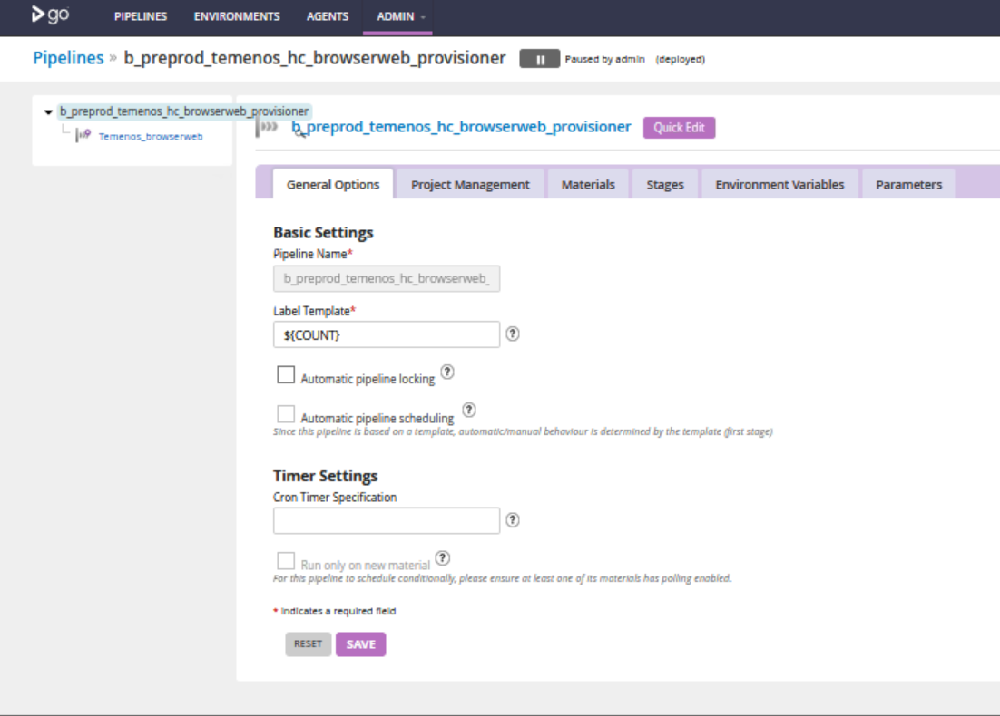 go PIPELINES ENVIRONMENTS AGENTS ADMIN
Pipelines » b_preprod_temenos_hc_browserweb_provisioner Paused by admin (deployed)
b_preprod_temenos_hc_browserweb_provisioner
Temenos_browserweb
b_preprod_temenos_hc_browserweb_provisioner Quick Edit
General Options Project Management Materials Stages Environment Variables Parameters
Basic Settings
Pipeline Name*
b_preprod_temenos_hc_browserweb_
Label Template*
${COUNT} ?
Automatic pipeline locking ?
Automatic pipeline scheduling ?
Since this pipeline is based on a template, automatic/manual behaviour is determined by the template (first stage)
Timer Settings
Cron Timer Specification
?
Run only on new material ?
For this pipeline to schedule conditionally, please ensure at least one of its materials has polling enabled.
* indicates a required field
RESET SAVE